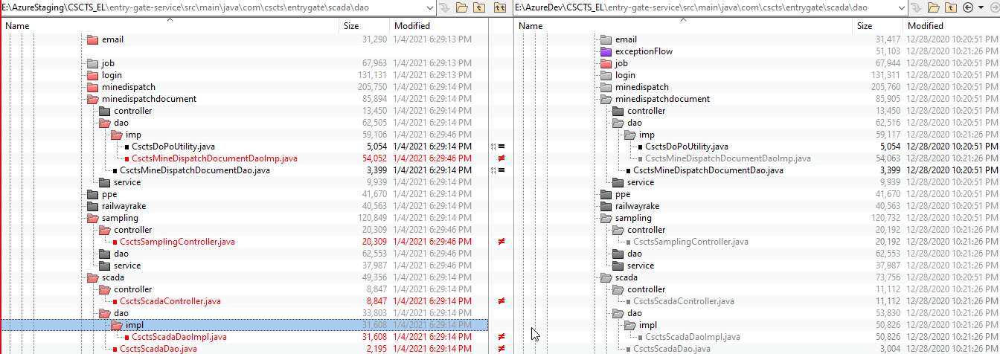 E:\AzureStaging\CSCTS_EL\entry-gate-service\src\main\java\com\cscts\entrygate\scada\dao E:\AzureDev\CSCTS_EL\entry-gate-service\src\main\java\com\cscts\entrygate\scada\dao
Name Size Modified Name Size Modified
email 31,290 1/4/2021 6:29:13 PM email 31,417 12/28/2020 10:20:51 PM
exceptionFlow 51,103 12/28/2020 10:21:26 PM
job 67,963 1/4/2021 6:29:13 PM job 67,944 12/28/2020 10:21:26 PM
login 131,131 1/4/2021 6:29:13 PM login 131,311 12/28/2020 10:20:51 PM
minedispatch 205,750 1/4/2021 6:29:14 PM minedispatch 205,760 12/28/2020 10:20:51 PM
minedispatchdocument 85,894 1/4/2021 6:29:14 PM minedispatchdocument 85,905 12/28/2020 10:20:51 PM
controller 13,450 1/4/2021 6:29:14 PM controller 13,450 12/28/2020 10:20:51 PM
dao 62,505 1/4/2021 6:29:14 PM dao 62,516 12/28/2020 10:20:51 PM
imp 59,106 1/4/2021 6:29:46 PM imp 59,117 12/28/2020 10:21:26 PM
CsctsDoPoUtility.java 5,054 1/4/2021 6:29:14 PM = CsctsDoPoUtility.java 5,054 12/28/2020 10:20:51 PM
CsctsMineDispatchDocumentDaoImp.java 54,052 1/4/2021 6:29:46 PM ≠ CsctsMineDispatchDocumentDaoImp.java 54,063 12/28/2020 10:21:26 PM
CsctsMineDispatchDocumentDao.java 3,399 1/4/2021 6:29:14 PM = CsctsMineDispatchDocumentDao.java 3,399 12/28/2020 10:20:51 PM
service 9,939 1/4/2021 6:29:14 PM service 9,939 12/28/2020 10:20:51 PM
ppe 41,670 1/4/2021 6:29:14 PM ppe 41,670 12/28/2020 10:20:51 PM
railwayrake 40,563 1/4/2021 6:29:14 PM railwayrake 40,563 12/28/2020 10:20:51 PM
sampling 120,849 1/4/2021 6:29:14 PM sampling 120,732 12/28/2020 10:20:51 PM
controller 20,309 1/4/2021 6:29:46 PM controller 20,192 12/28/2020 10:21:26 PM
CsctsSamplingController.java 20,309 1/4/2021 6:29:46 PM ≠ CsctsSamplingController.java 20,192 12/28/2020 10:21:26 PM
dao 62,553 1/4/2021 6:29:46 PM dao 62,553 12/28/2020 10:21:26 PM
service 37,987 1/4/2021 6:29:46 PM service 37,987 12/28/2020 10:21:26 PM
scada 49,356 1/4/2021 6:29:14 PM scada 73,756 12/28/2020 10:20:51 PM
controller 8,847 1/4/2021 6:29:14 PM controller 11,112 12/28/2020 10:21:26 PM
CsctsScadaController.java 8,847 1/4/2021 6:29:14 PM ≠ CsctsScadaController.java 11,112 12/28/2020 10:21:26 PM
dao 33,803 1/4/2021 6:29:14 PM dao 53,830 12/28/2020 10:21:26 PM
impl 31,608 1/4/2021 6:29:14 PM impl 50,826 12/28/2020 10:21:26 PM
CsctsScadaDaoImpl.java 31,608 1/4/2021 6:29:14 PM ≠ CsctsScadaDaoImpl.java 50,826 12/28/2020 10:21:26 PM
CsctsScadaDao.java 2,195 1/4/2021 6:29:14 PM ≠ CsctsScadaDao.java 3,004 12/28/2020 10:21:26 PM